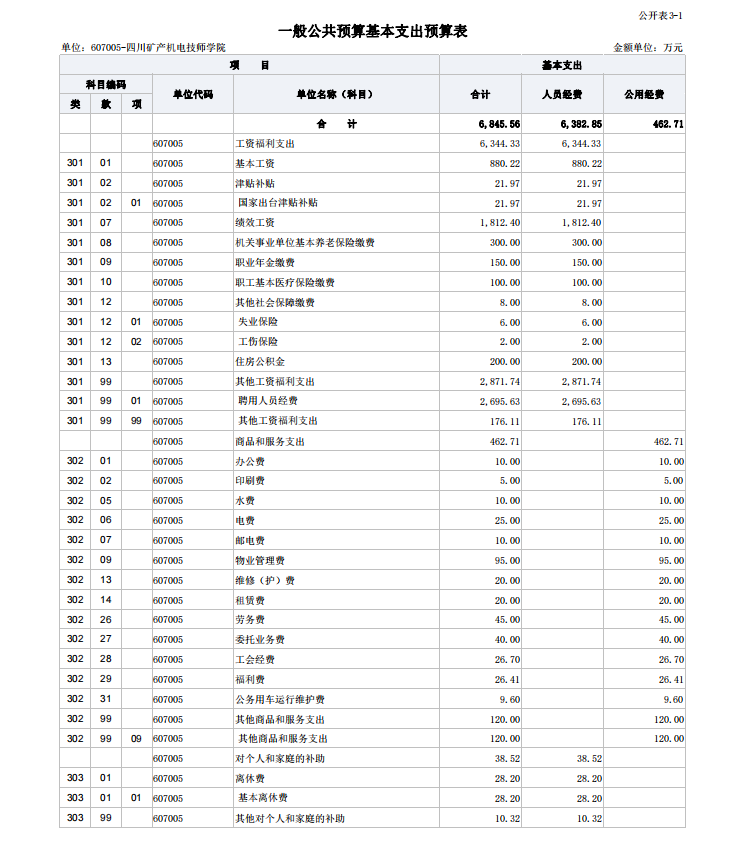 公开表3-1
一般公共预算基本支出预算表
单位：607005-四川矿产机电技师学院 金额单位：万元
项 目 基本支出
科目编码 单位代码 单位名称（科目） 合计 人员经费 公用经费
类 款 项
合 计 6,845.56 6,382.85 462.71
607005 工资福利支出 6,344.33 6,344.33
301 01 607005 基本工资 880.22 880.22
301 02 607005 津贴补贴 21.97 21.97
301 02 01 607005 国家出台津贴补贴 21.97 21.97
301 07 607005 绩效工资 1,812.40 1,812.40
301 08 607005 机关事业单位基本养老保险缴费 300.00 300.00
301 09 607005 职业年金缴费 150.00 150.00
301 10 607005 职工基本医疗保险缴费 100.00 100.00
301 12 607005 其他社会保障缴费 8.00 8.00
301 12 01 607005 失业保险 6.00 6.00
301 12 02 607005 工伤保险 2.00 2.00
301 13 607005 住房公积金 200.00 200.00
301 99 607005 其他工资福利支出 2,871.74 2,871.74
301 99 01 607005 聘用人员经费 2,695.63 2,695.63
301 99 99 607005 其他工资福利支出 176.11 176.11
607005 商品和服务支出 462.71 462.71
302 01 607005 办公费 10.00 10.00
302 02 607005 印刷费 5.00 5.00
302 05 607005 水费 10.00 10.00
302 06 607005 电费 25.00 25.00
302 07 607005 邮电费 10.00 10.00
302 09 607005 物业管理费 95.00 95.00
302 13 607005 维修（护）费 20.00 20.00
302 14 607005 租赁费 20.00 20.00
302 26 607005 劳务费 45.00 45.00
302 27 607005 委托业务费 40.00 40.00
302 28 607005 工会经费 26.70 26.70
302 29 607005 福利费 26.41 26.41
302 31 607005 公务用车运行维护费 9.60 9.60
302 99 607005 其他商品和服务支出 120.00 120.00
302 99 09 607005 其他商品和服务支出 120.00 120.00
607005 对个人和家庭的补助 38.52 38.52
303 01 607005 离休费 28.20 28.20
303 01 01 607005 基本离休费 28.20 28.20
303 99 607005 其他对个人和家庭的补助 10.32 10.32